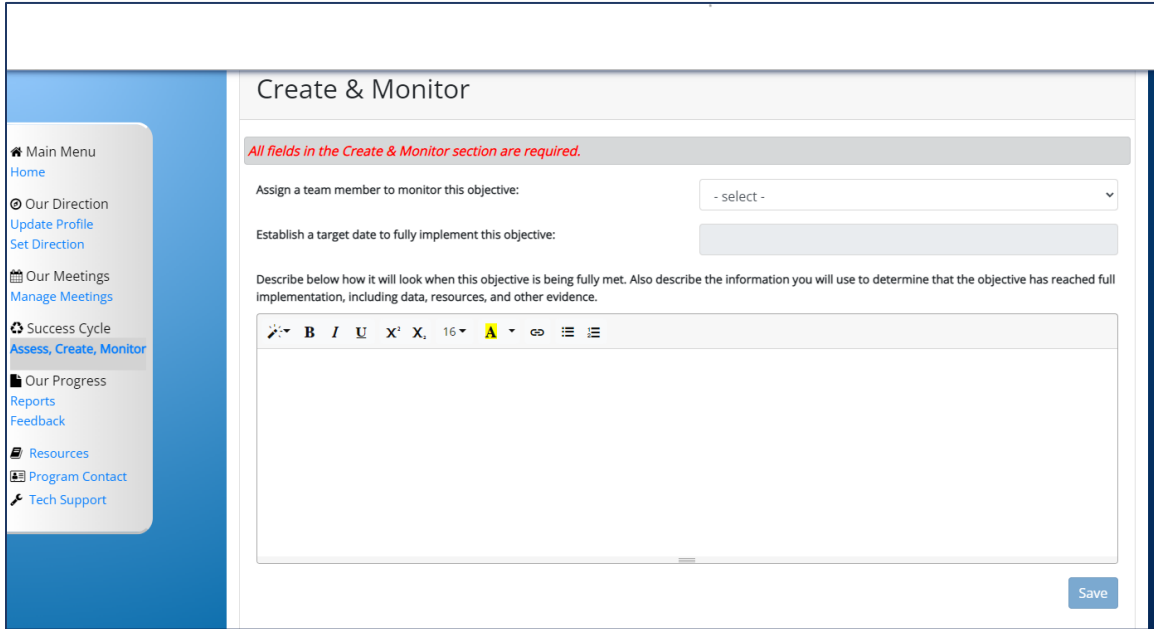 Create & Monitor
Main Menu
Home
Our Direction
Update Profile
Set Direction
Our Meetings
Manage Meetings
Success Cycle
Assess, Create, Monitor
Our Progress
Reports
Feedback
Resources
Program Contact
Tech Support
All fields in the Create & Monitor section are required.
Assign a team member to monitor this objective:
- select -
Establish a target date to fully implement this objective:
Describe below how it will look when this objective is being fully met. Also describe the information you will use to determine that the objective has reached full
implementation, including data, resources, and other evidence.
B I U X² X₂ 16 A
Save